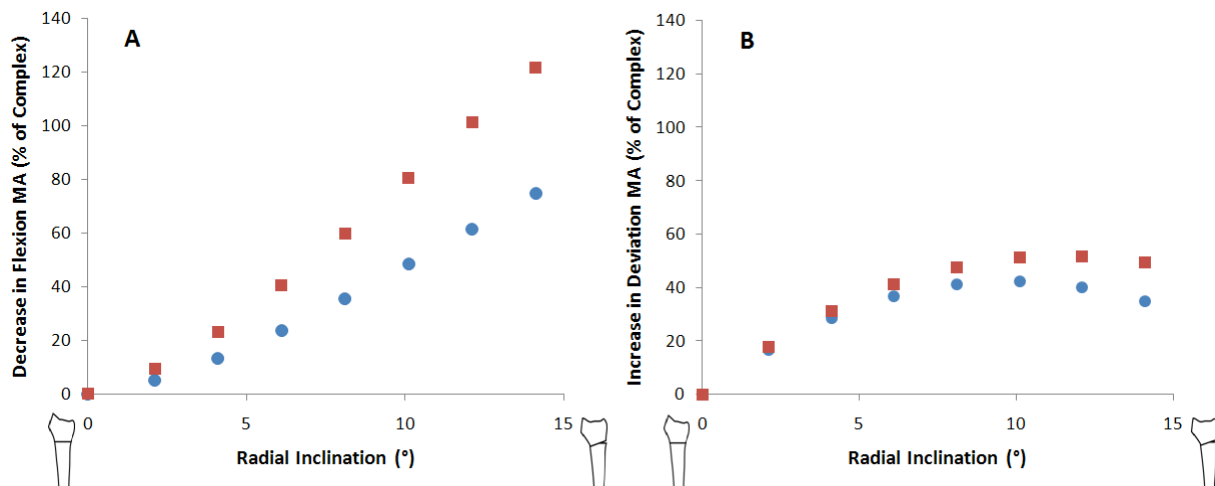 A
Decrease in Flexion MA (% of Complex)
140
120
100
80
60
40
20
0
0 5 10 15
Radial Inclination (°)
B
Increase in Deviation MA (% of Complex)
140
120
100
80
60
40
20
0
0 5 10 15
Radial Inclination (°)